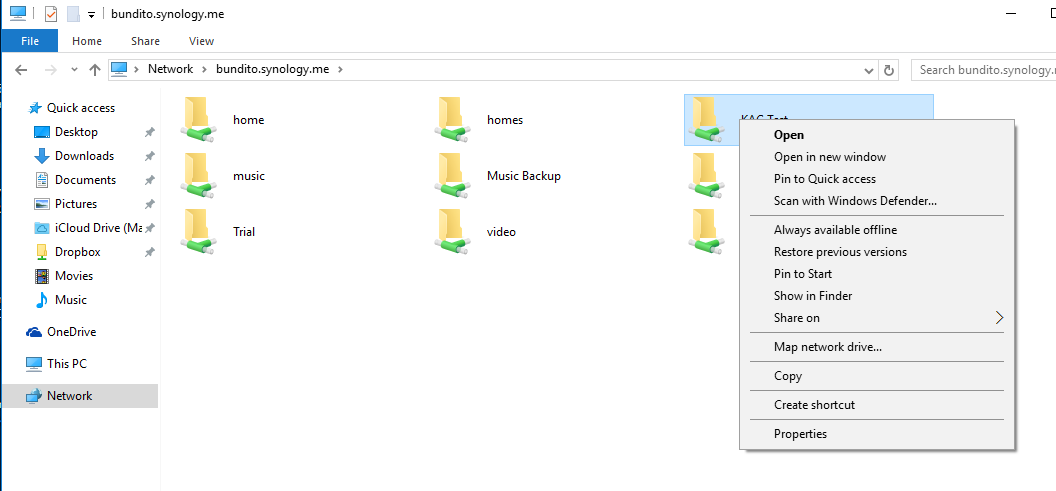 bundito.synology.me
File Home Share View
Network > bundito.synology.me >
Search bundito.synology.
Quick access
Desktop
Downloads
Documents
Pictures
iCloud Drive (Ma
Dropbox
Movies
Music
OneDrive
This PC
Network
home homes
music Music Backup
Trial video
Open
Open in new window
Pin to Quick access
Scan with Windows Defender...
Always available offline
Restore previous versions
Pin to Start
Show in Finder
Share on
Map network drive...
Copy
Create shortcut
Properties